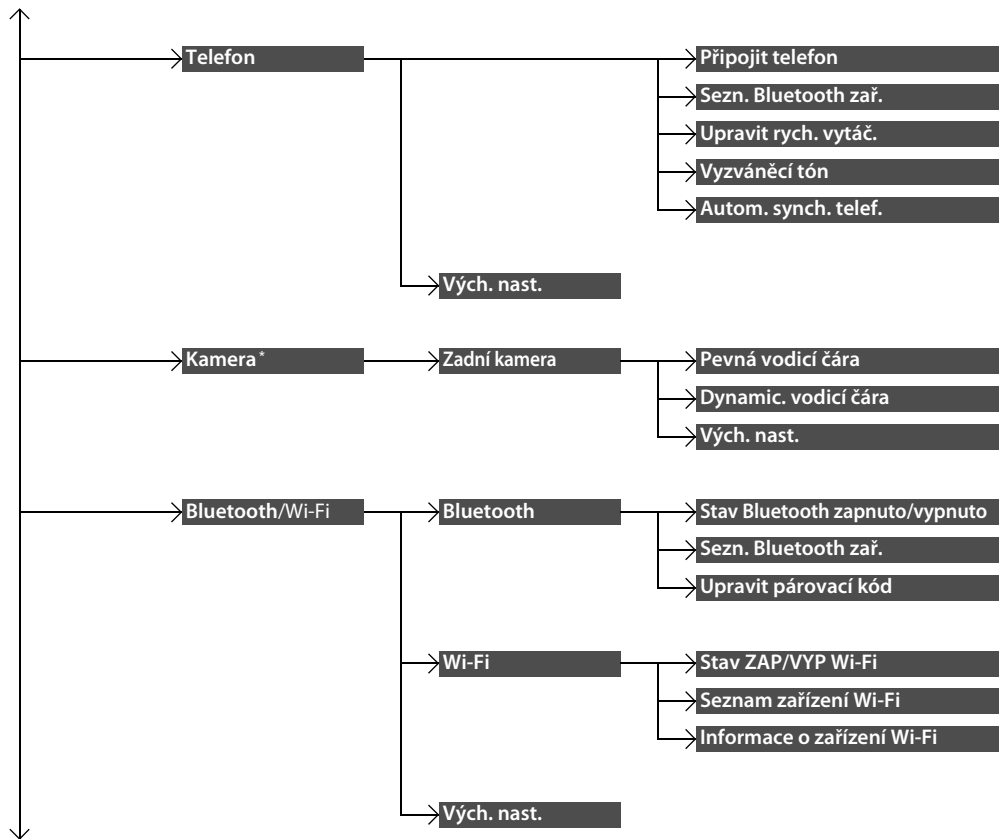 Telefon
Připojit telefon
Sezn. Bluetooth zař.
Upravit rych. vytáč.
Vyzváněcí tón
Autom. synch. telef.
Vých. nast.
Kamera*
Zadní kamera
Pevná vodicí čára
Dynamic. vodicí čára
Vých. nast.
Bluetooth/Wi-Fi
Bluetooth
Stav Bluetooth zapnuto/vypnuto
Sezn. Bluetooth zař.
Upravit párovací kód
Wi-Fi
Stav ZAP/VYP Wi-Fi
Seznam zařízení Wi-Fi
Informace o zařízení Wi-Fi
Vých. nast.